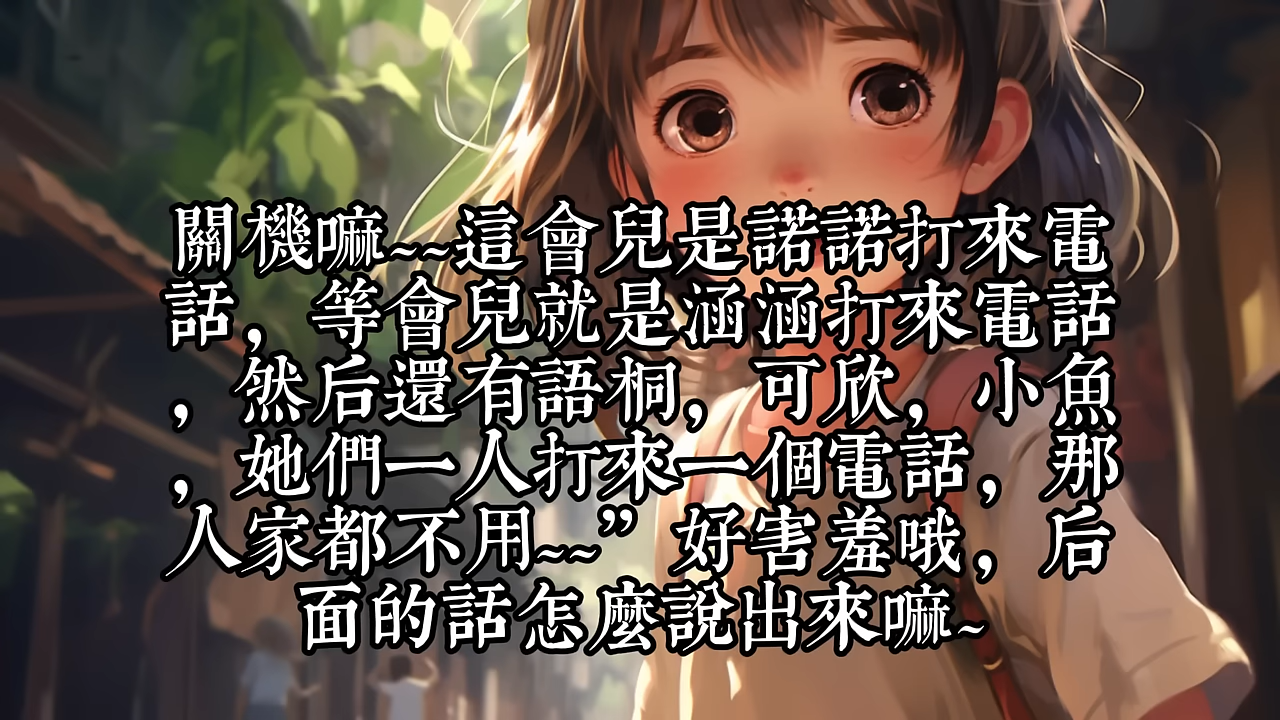 關機嘛~~這會兒是諾諾打來電
話，等會兒就是涵涵打來電話
，然后還有語桐，可欣，小魚
，她們一人打來一個電話，那
人家都不用~~”好害羞哦，后
面的話怎麼說出來嘛~